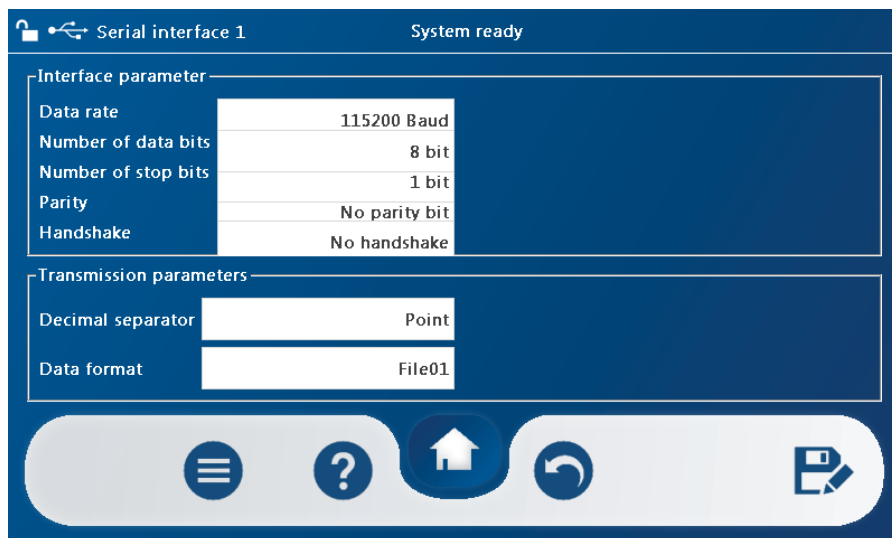 Serial interface 1 System ready
Interface parameter
Data rate 115200 Baud
Number of data bits 8 bit
Number of stop bits 1 bit
Parity No parity bit
Handshake No handshake
Transmission parameters
Decimal separator Point
Data format File01
?